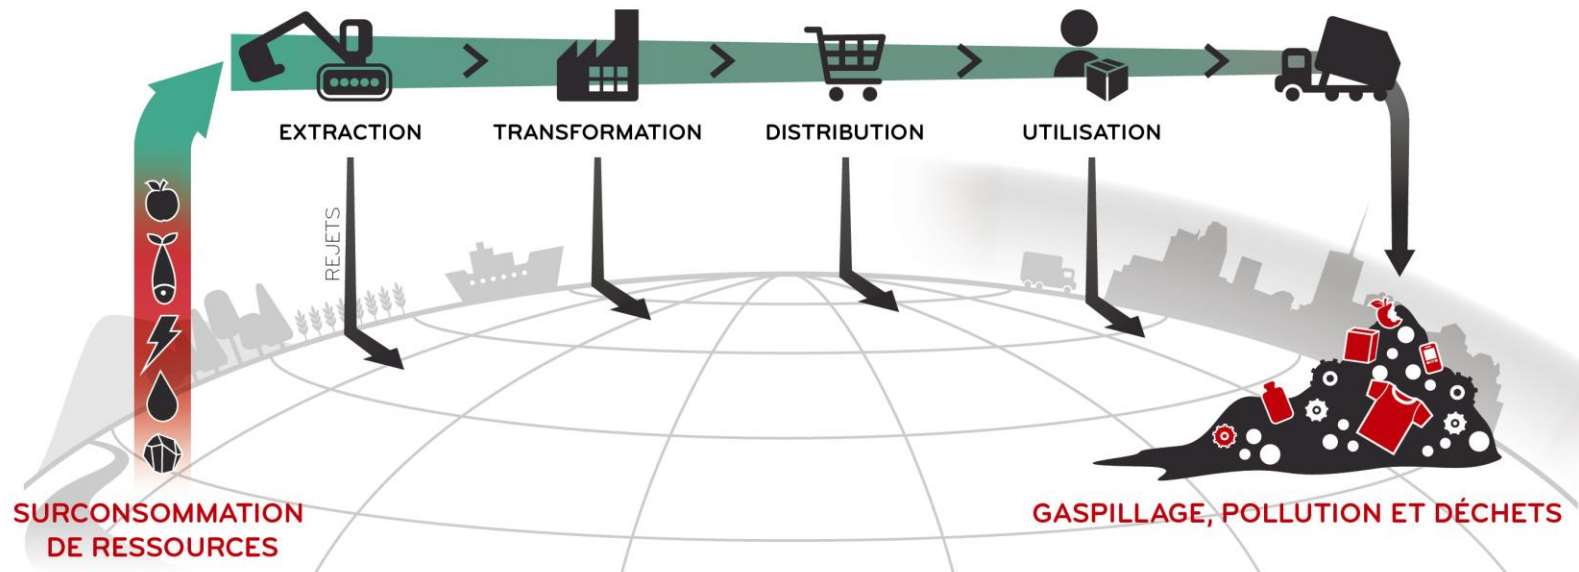 EXTRACTION
TRANSFORMATION
DISTRIBUTION
UTILISATION
REJETS
SURCONSOMMATION
DE RESSOURCES
GASPILLAGE, POLLUTION ET DÉCHETS